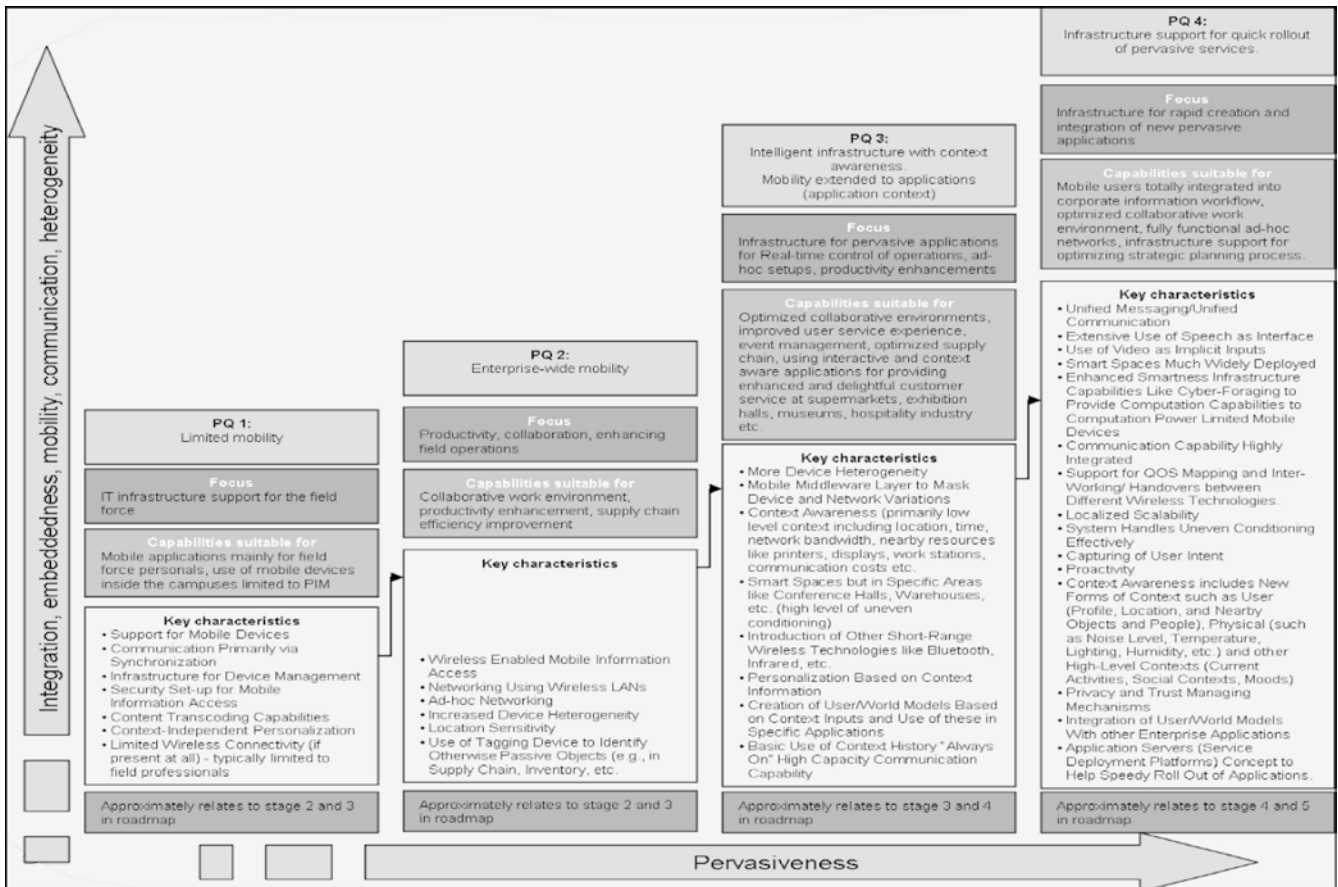 Integration, embeddedness, mobility, communication, heterogeneity
PQ 1:
Limited mobility
Focus
IT infrastructure support for the field
force
Capabilities suitable for
Mobile applications mainly for field
force personals, use of mobile devices
inside the campuses limited to PIM
Key characteristics
• Support for Mobile Devices
• Communication Primarily via
Synchronization
• Infrastructure for Device Management
• Security Set-up for Mobile
Information Access
• Content Transcoding Capabilities
• Context-Independent Personalization
• Limited Wireless Connectivity (if
present at all) - typically limited to
field professionals
Approximately relates to stage 2 and 3
in roadmap
PQ 2:
Enterprise-wide mobility
Focus
Productivity, collaboration, enhancing
field operations
Capabilities suitable for
Collaborative work environment,
productivity enhancement, supply chain
efficiency improvement
Key characteristics
• Wireless Enabled Mobile Information
Access
• Networking Using Wireless LANs
• Ad-hoc Networking
• Increased Device Heterogeneity
• Location Sensitivity
• Use of Tagging Device to Identify
Otherwise Passive Objects (e.g., in
Supply Chain, Inventory, etc.
Approximately relates to stage 2 and 3
in roadmap
PQ 3:
Intelligent infrastructure with context
awareness.
Mobility extended to applications
(application context)
Focus
Infrastructure for pervasive applications
for Real-time control of operations, ad-
hoc setups, productivity enhancements
Capabilities suitable for
Optimized collaborative environments,
improved user service experience,
event management, optimized supply
chain, using interactive and context
aware applications for providing
enhanced and delightful customer
service at supermarkets, exhibition
halls, museums, hospitality industry
etc.
Key characteristics
• More Device Heterogeneity
• Mobile Middleware Layer to Mask
Device and Network Variations
• Context Awareness (primarily low
level context including location, time,
network bandwidth, nearby resources
like printers, displays, work stations,
communication costs etc.
• Smart Spaces but in Specific Areas
like Conference Halls, Warehouses,
etc. (high level of uneven
conditioning)
• Introduction of Other Short-Range
Wireless Technologies like Bluetooth,
Infrared, etc.
• Personalization Based on Context
Information
• Creation of User/World Models Based
on Context Inputs and Use of these in
Specific Applications
• Basic Use of Context History "Always
On" High Capacity Communication
Capability
Approximately relates to stage 3 and 4
in roadmap
PQ 4:
Infrastructure support for quick rollout
of pervasive services.
Focus
Infrastructure for rapid creation and
integration of new pervasive
applications
Capabilities suitable for
Mobile users totally integrated into
corporate information workflow,
optimized collaborative work
environment, fully functional ad-hoc
networks, infrastructure support for
optimizing strategic planning process.
Key characteristics
• Unified Messaging/Unified
Communication
• Extensive Use of Speech as Interface
• Use of Video as Implicit Inputs
• Smart Spaces Much Widely Deployed
• Enhanced Smartness Infrastructure
Capabilities Like Cyber-Foraging to
Provide Computation Capabilities to
Computation Power Limited Mobile
Devices
• Communication Capability Highly
Integrated
• Support for QOS Mapping and Inter-
Working/ Handovers between
Different Wireless Technologies.
• Localized Scalability
• System Handles Uneven Conditioning
Effectively
• Capturing of User Intent
• Proactivity
• Context Awareness includes New
Forms of Context such as User
(Profile, Location, and Nearby
Objects and People), Physical (such
as Noise Level, Temperature,
Lighting, Humidity, etc.) and other
High-Level Contexts (Current
Activities, Social Contexts, Moods)
• Privacy and Trust Managing
Mechanisms
• Integration of User/World Models
With other Enterprise Applications
• Application Servers (Service
Deployment Platforms) Concept to
Help Speedy Roll Out of Applications.
Approximately relates to stage 4 and 5
in roadmap
Pervasiveness